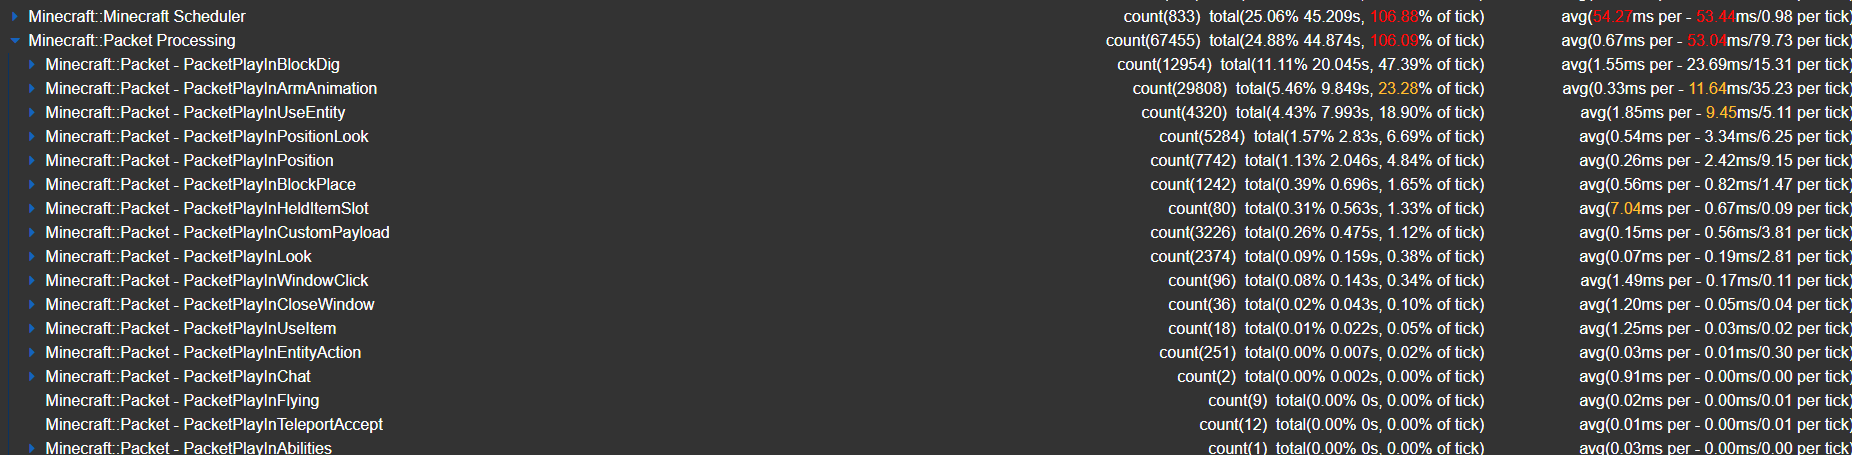 Minecraft::Minecraft Scheduler count(833) total(25.06% 45.209s, 106.88% of tick) avg(54.27ms per - 53.44ms/0.98 per tick)
Minecraft::Packet Processing count(67455) total(24.88% 44.874s, 106.09% of tick) avg(0.67ms per - 53.04ms/79.73 per tick)
Minecraft::Packet - PacketPlayInBlockDig count(12954) total(11.11% 20.045s, 47.39% of tick) avg(1.55ms per - 23.69ms/15.31 per tick)
Minecraft::Packet - PacketPlayInArmAnimation count(29808) total(5.46% 9.849s, 23.28% of tick) avg(0.33ms per - 11.64ms/35.23 per tick)
Minecraft::Packet - PacketPlayInUseEntity count(4320) total(4.43% 7.993s, 18.90% of tick) avg(1.85ms per - 9.45ms/5.11 per tick)
Minecraft::Packet - PacketPlayInPositionLook count(5284) total(1.57% 2.83s, 6.69% of tick) avg(0.54ms per - 3.34ms/6.25 per tick)
Minecraft::Packet - PacketPlayInPosition count(7742) total(1.13% 2.046s, 4.84% of tick) avg(0.26ms per - 2.42ms/9.15 per tick)
Minecraft::Packet - PacketPlayInBlockPlace count(1242) total(0.39% 0.696s, 1.65% of tick) avg(0.56ms per - 0.82ms/1.47 per tick)
Minecraft::Packet - PacketPlayInHeldItemSlot count(80) total(0.31% 0.563s, 1.33% of tick) avg(7.04ms per - 0.67ms/0.09 per tick)
Minecraft::Packet - PacketPlayInCustomPayload count(3226) total(0.26% 0.475s, 1.12% of tick) avg(0.15ms per - 0.56ms/3.81 per tick)
Minecraft::Packet - PacketPlayInLook count(2374) total(0.09% 0.159s, 0.38% of tick) avg(0.07ms per - 0.19ms/2.81 per tick)
Minecraft::Packet - PacketPlayInWindowClick count(96) total(0.08% 0.143s, 0.34% of tick) avg(1.49ms per - 0.17ms/0.11 per tick)
Minecraft::Packet - PacketPlayInCloseWindow count(36) total(0.02% 0.043s, 0.10% of tick) avg(1.20ms per - 0.05ms/0.04 per tick)
Minecraft::Packet - PacketPlayInUseItem count(18) total(0.01% 0.022s, 0.05% of tick) avg(1.25ms per - 0.03ms/0.02 per tick)
Minecraft::Packet - PacketPlayInEntityAction count(251) total(0.00% 0.007s, 0.02% of tick) avg(0.03ms per - 0.01ms/0.30 per tick)
Minecraft::Packet - PacketPlayInChat count(2) total(0.00% 0.002s, 0.00% of tick) avg(0.91ms per - 0.00ms/0.00 per tick)
Minecraft::Packet - PacketPlayInFlying count(9) total(0.00% 0s, 0.00% of tick) avg(0.02ms per - 0.00ms/0.01 per tick)
Minecraft::Packet - PacketPlayInTeleportAccept count(12) total(0.00% 0s, 0.00% of tick) avg(0.01ms per - 0.00ms/0.01 per tick)
Minecraft::Packet - PacketPlayInAbilities count(1) total(0.00% 0s, 0.00% of tick) avg(0.03ms per - 0.00ms/0.00 per tick)